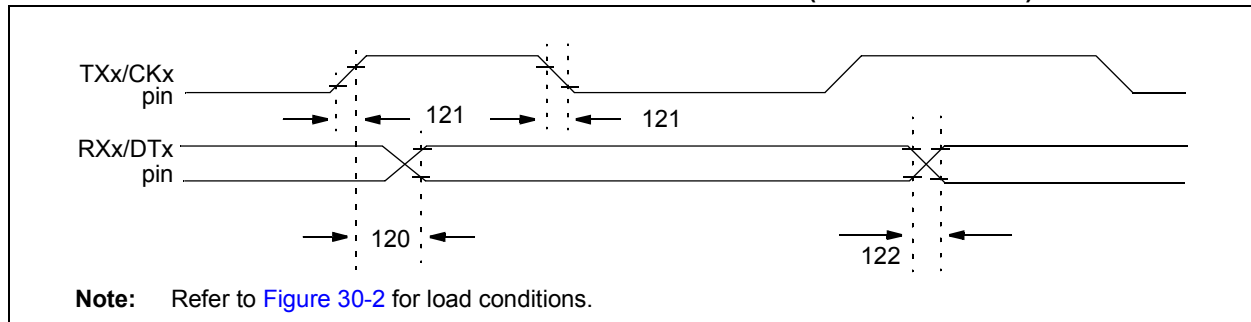 TXx/CKx
pin
121
121
RXx/DTx
pin
120
122
Note: Refer to Figure 30-2 for load conditions.